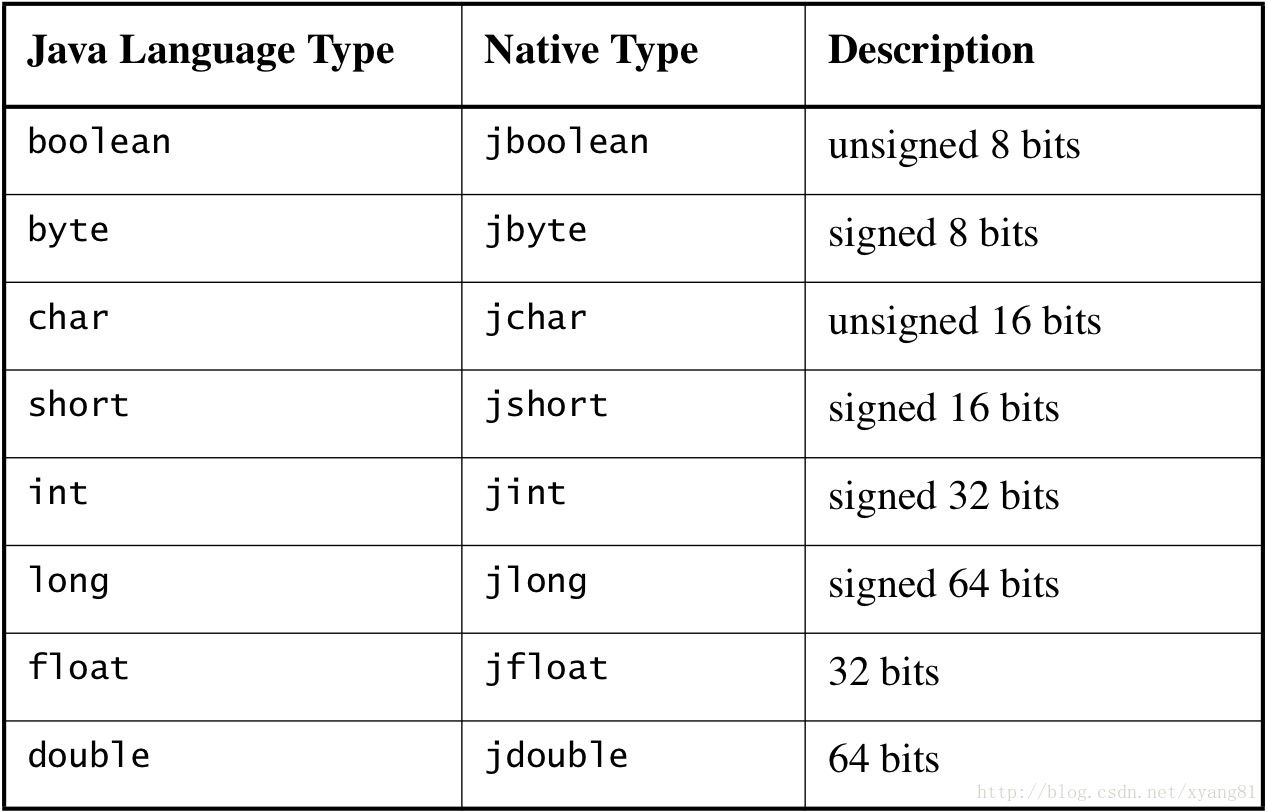 Java Language Type Native Type Description
boolean jboolean unsigned 8 bits
byte jbyte signed 8 bits
char jchar unsigned 16 bits
short jshort signed 16 bits
int jint signed 32 bits
long jlong signed 64 bits
float jfloat 32 bits
double jdouble 64 bits
http://blog.csdn.net/xyang81